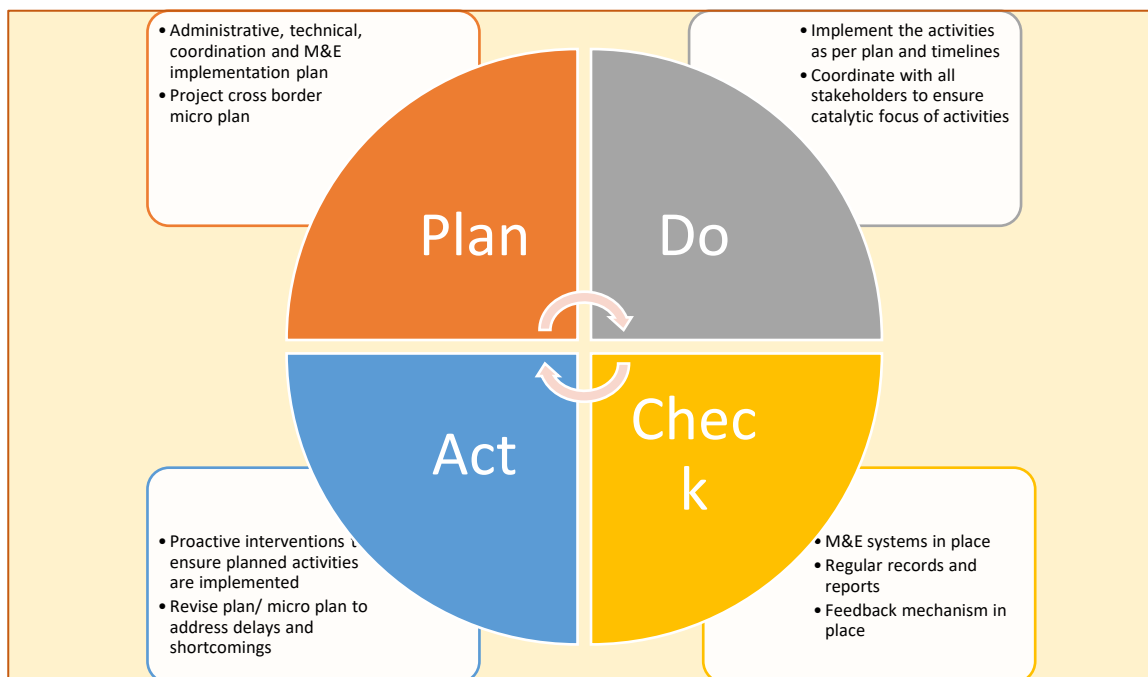 • Administrative, technical,
coordination and M&E
implementation plan
• Project cross border
micro plan
• Implement the activities
as per plan and timelines
• Coordinate with all
stakeholders to ensure
catalytic focus of activities
Plan
Do
Act
Chec
k
• Proactive interventions
ensure planned activities
are implemented
• Revise plan/ micro plan to
address delays and
shortcomings
• M&E systems in place
• Regular records and
reports
• Feedback mechanism in
place